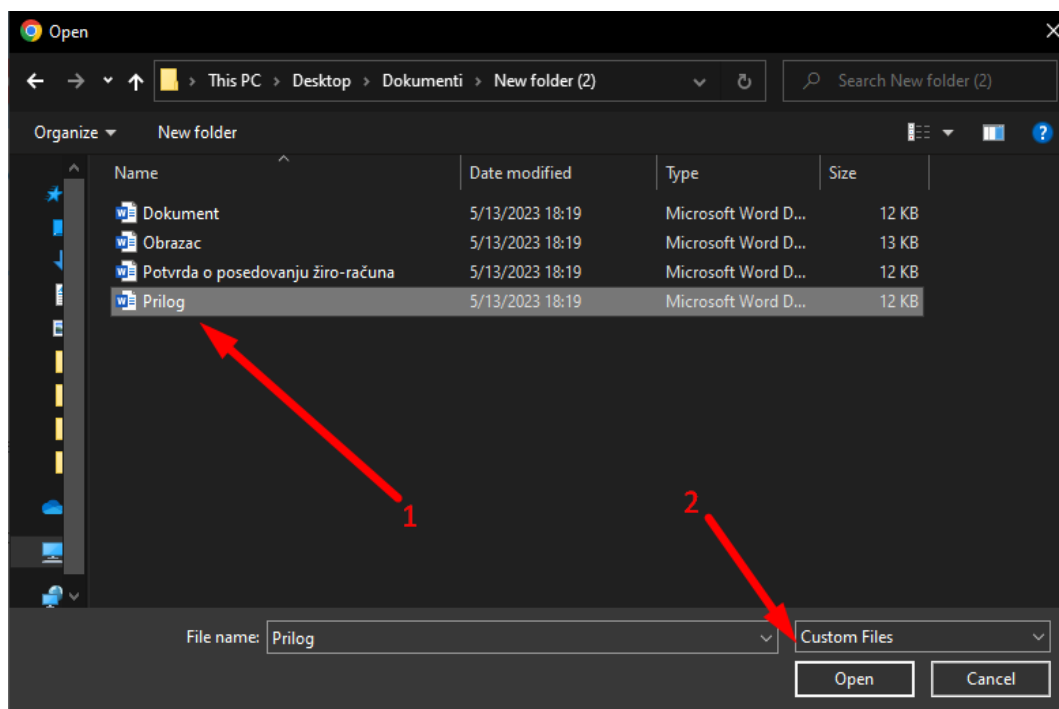 Open
This PC > Desktop > Dokumenti > New folder (2)
Search New folder (2)
Organize
New folder
Name Date modified Type Size
Dokument 5/13/2023 18:19 Microsoft Word D... 12 KB
Obrazac 5/13/2023 18:19 Microsoft Word D... 13 KB
Potvrda o posedovanju žiro-računa 5/13/2023 18:19 Microsoft Word D... 12 KB
Prilog 5/13/2023 18:19 Microsoft Word D... 12 KB
1
2
File name: Prilog Custom Files
Open Cancel